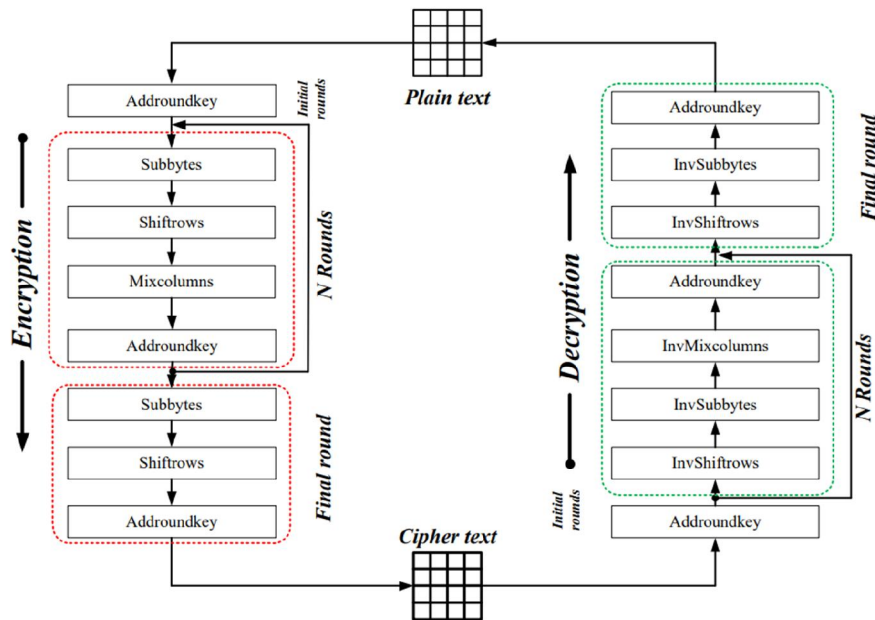 Plain text
Addroundkey
Initial
rounds
Subbytes
Shiftrows
Mixcolumns
Addroundkey
N Rounds
Encryption
Subbytes
Shiftrows
Addroundkey
Final round
Cipher text
Addroundkey
InvSubbytes
InvShiftrows
Final round
Addroundkey
InvMixcolumns
InvSubbytes
InvShiftrows
N Rounds
Decryption
Initial
rounds
Addroundkey